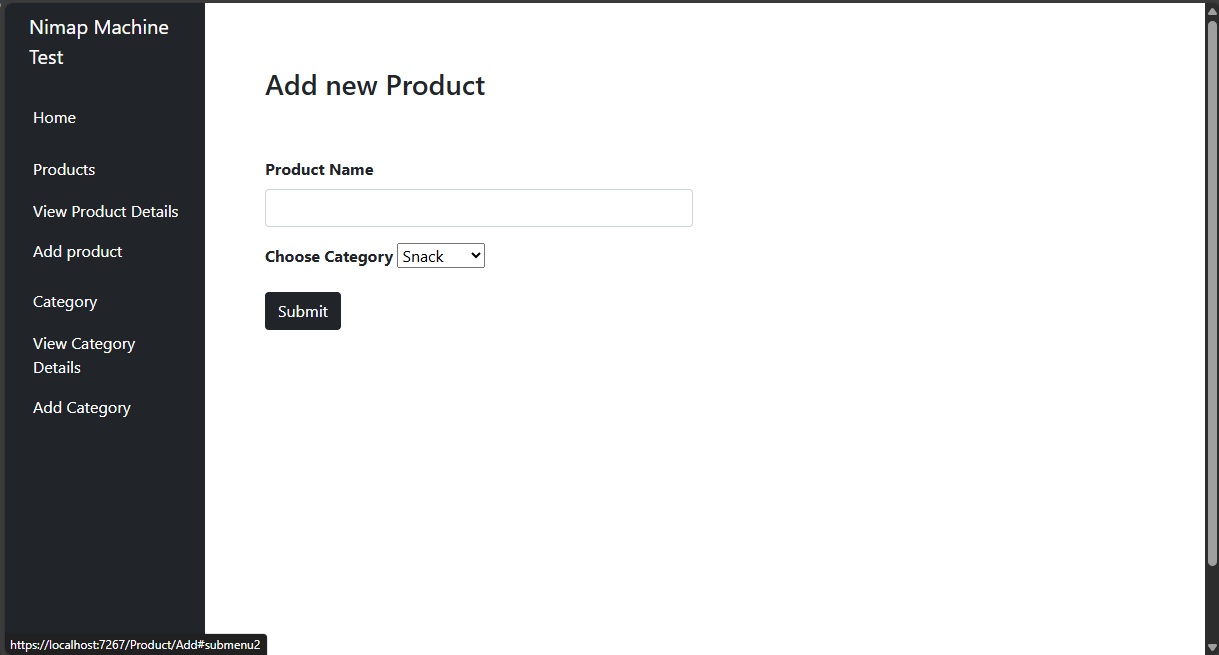 Nimap Machine
Test
Home
Products
View Product Details
Add product
Category
View Category
Details
Add Category
Add new Product
Product Name
Choose Category Snack
Submit
https://localhost:7267/Product/Add#submenu2